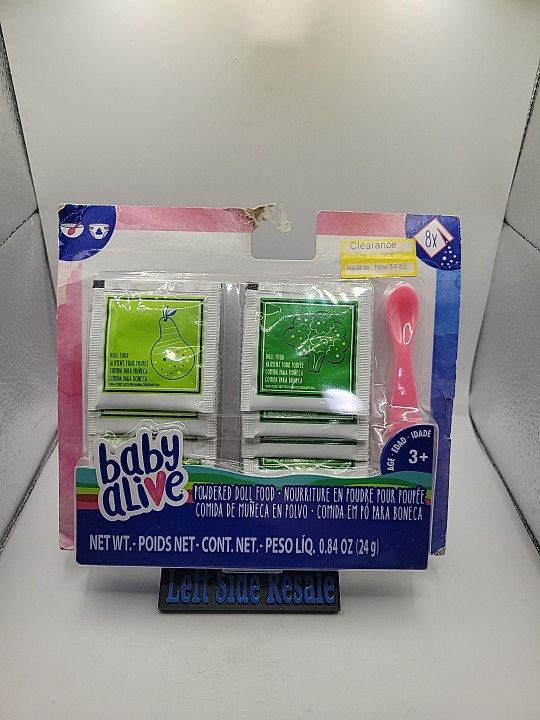 8x
Clearance
Now $4.88
DOLL FOOD
ALIMENT POUR POUPÉE
COMIDA PARA MUÑECA
COMIDA PARA BONECA
DOLL FOOD
ALIMENT POUR POUPÉE
COMIDA PARA MUÑECA
COMIDA PARA BONECA
AGE · EDAD · IDADE
3+
baby
aLive
POWDERED DOLL FOOD · NOURRITURE EN POUDRE POUR POUPÉE
COMIDA DE MUÑECA EN POLVO · COMIDA EM PÓ PARA BONECA
NET WT.· POIDS NET· CONT. NET.· PESO LÍQ. 0.84 OZ (24 g)
Left Side Resale